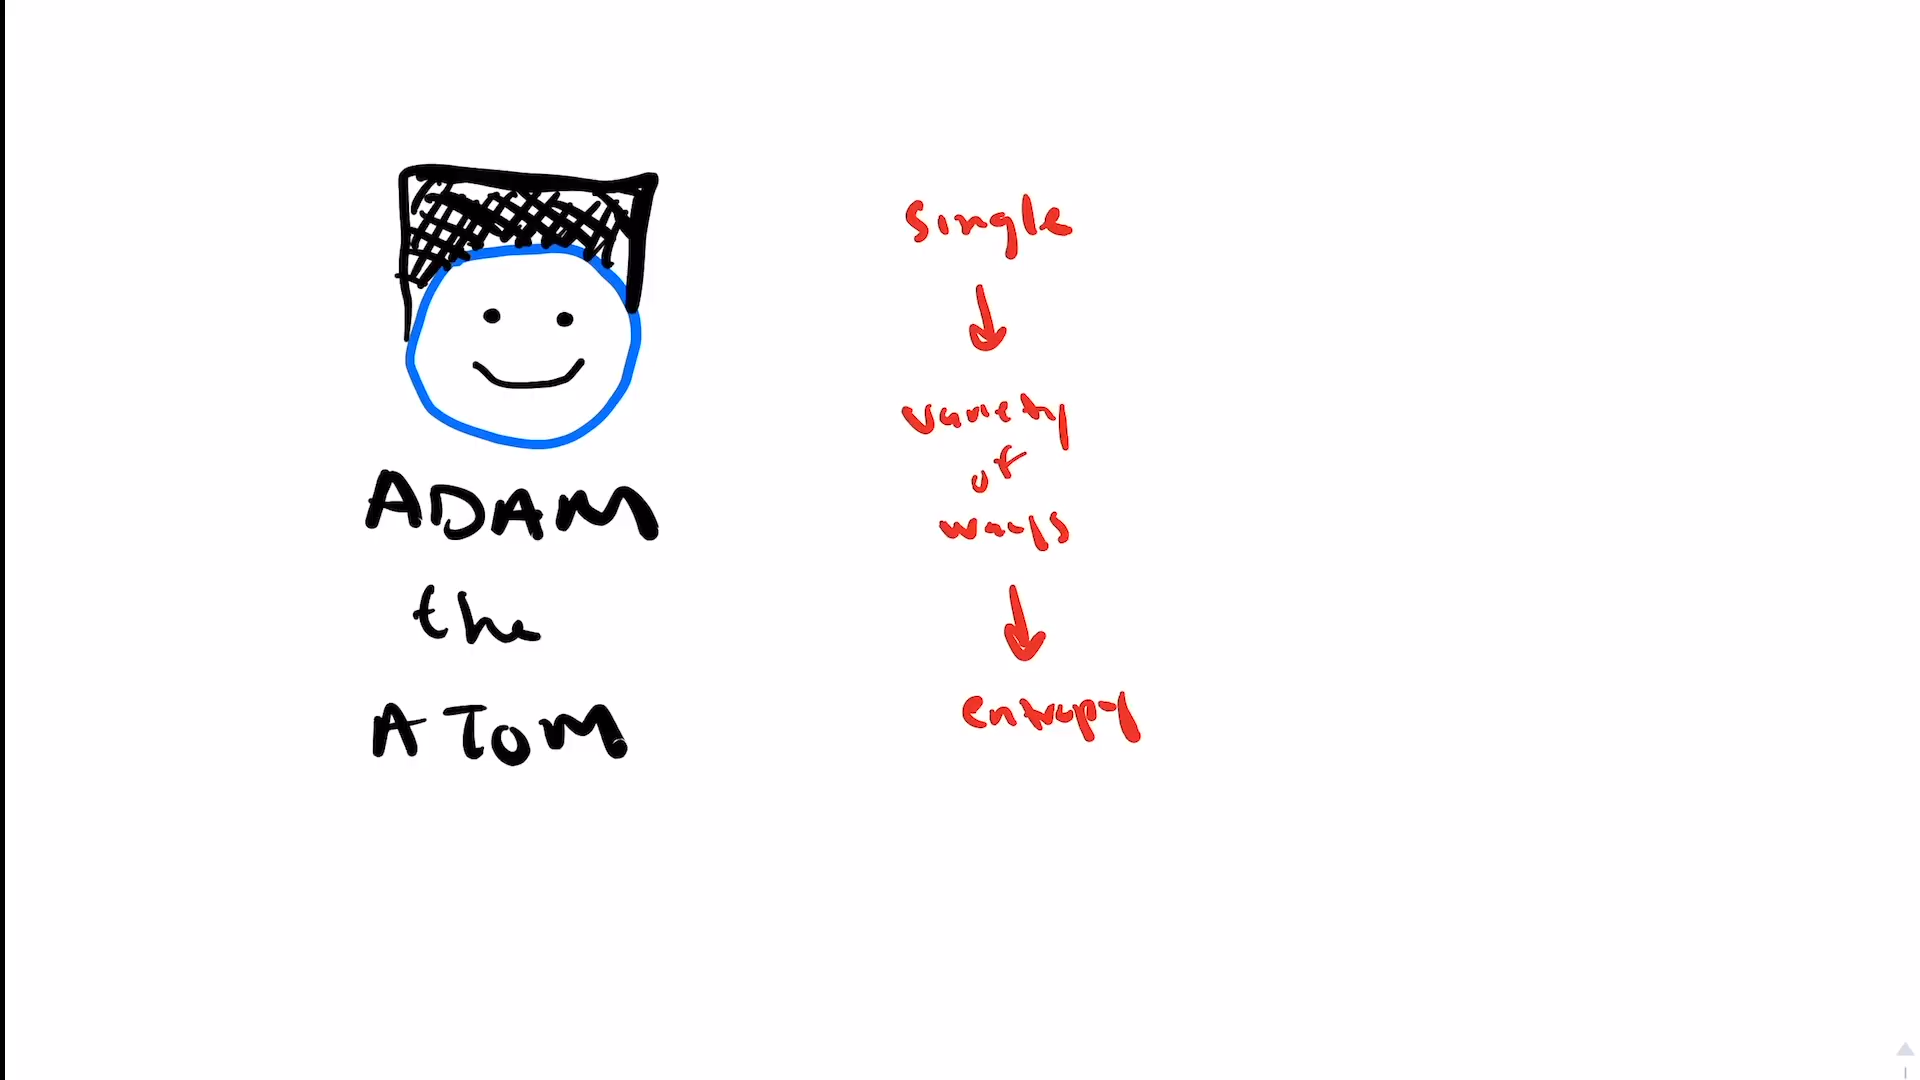 ADAM
the
ATOM
single
variety
of
ways
entropy